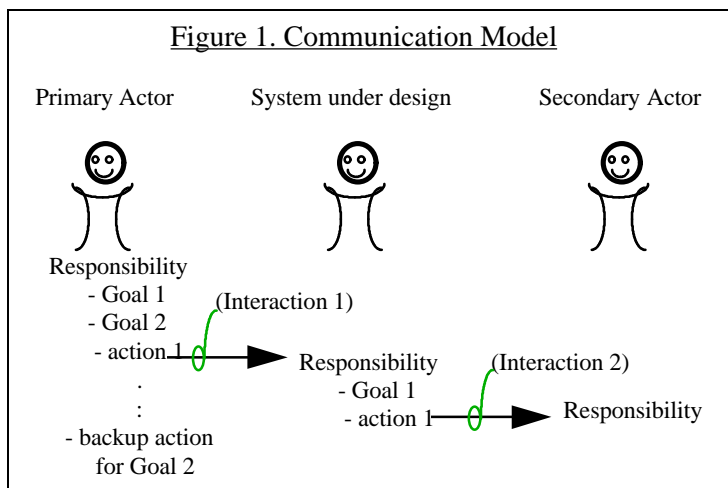 Figure 1. Communication Model
Primary Actor
System under design
Secondary Actor
Responsibility
- Goal 1
- Goal 2
- action 1
:
:
- backup action
for Goal 2
(Interaction 1)
Responsibility
- Goal 1
- action 1
(Interaction 2)
Responsibility